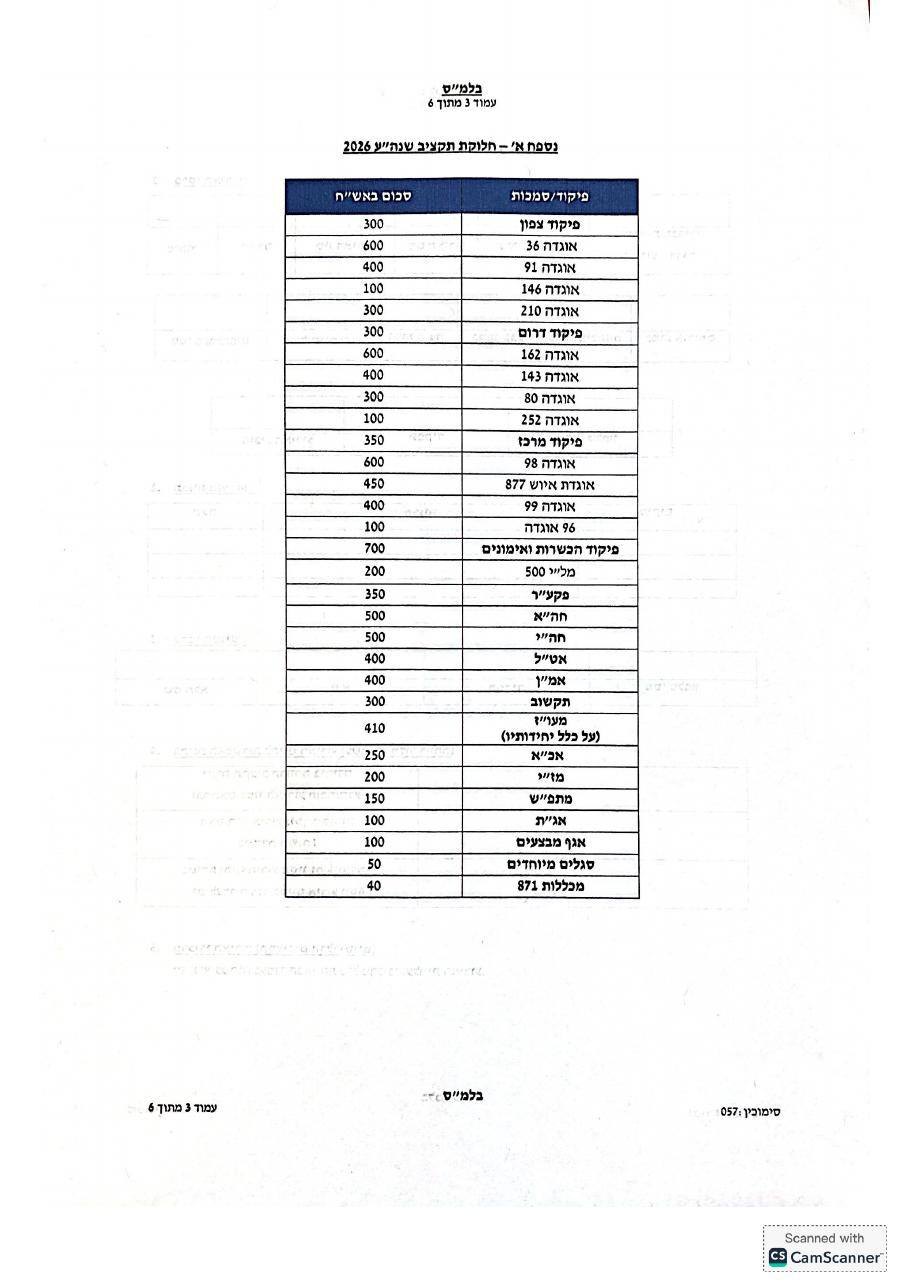 בלמ"ס
עמוד 3 מתוך 6
נספח א' – חלוקת תקציב שנה"ע 2026
פיקוד/סמכות סכום באש"ח
פיקוד צפון 300
אוגדה 36 600
אוגדה 91 400
אוגדה 146 100
אוגדה 210 300
פיקוד דרום 300
אוגדה 162 600
אוגדה 143 400
אוגדה 80 300
אוגדה 252 100
פיקוד מרכז 350
אוגדה 98 600
אוגדת איוש 877 450
אוגדה 99 400
96 אוגדה 100
פיקוד הכשרות ואימונים 700
מל"י 500 200
פקע"ר 350
חה"א 500
חה"י 500
אט"ל 400
אמ"ן 400
תקשוב 300
מעו"ז
(על כלל יחידותיו) 410
אכ"א 250
מז"י 200
מתפ"ש 150
אג"ת 100
אגף מבצעים 100
סגלים מיוחדים 50
מכללות 871 40
בלמ"ס
סימוכין: 057
עמוד 3 מתוך 6
Scanned with
CS CamScanner